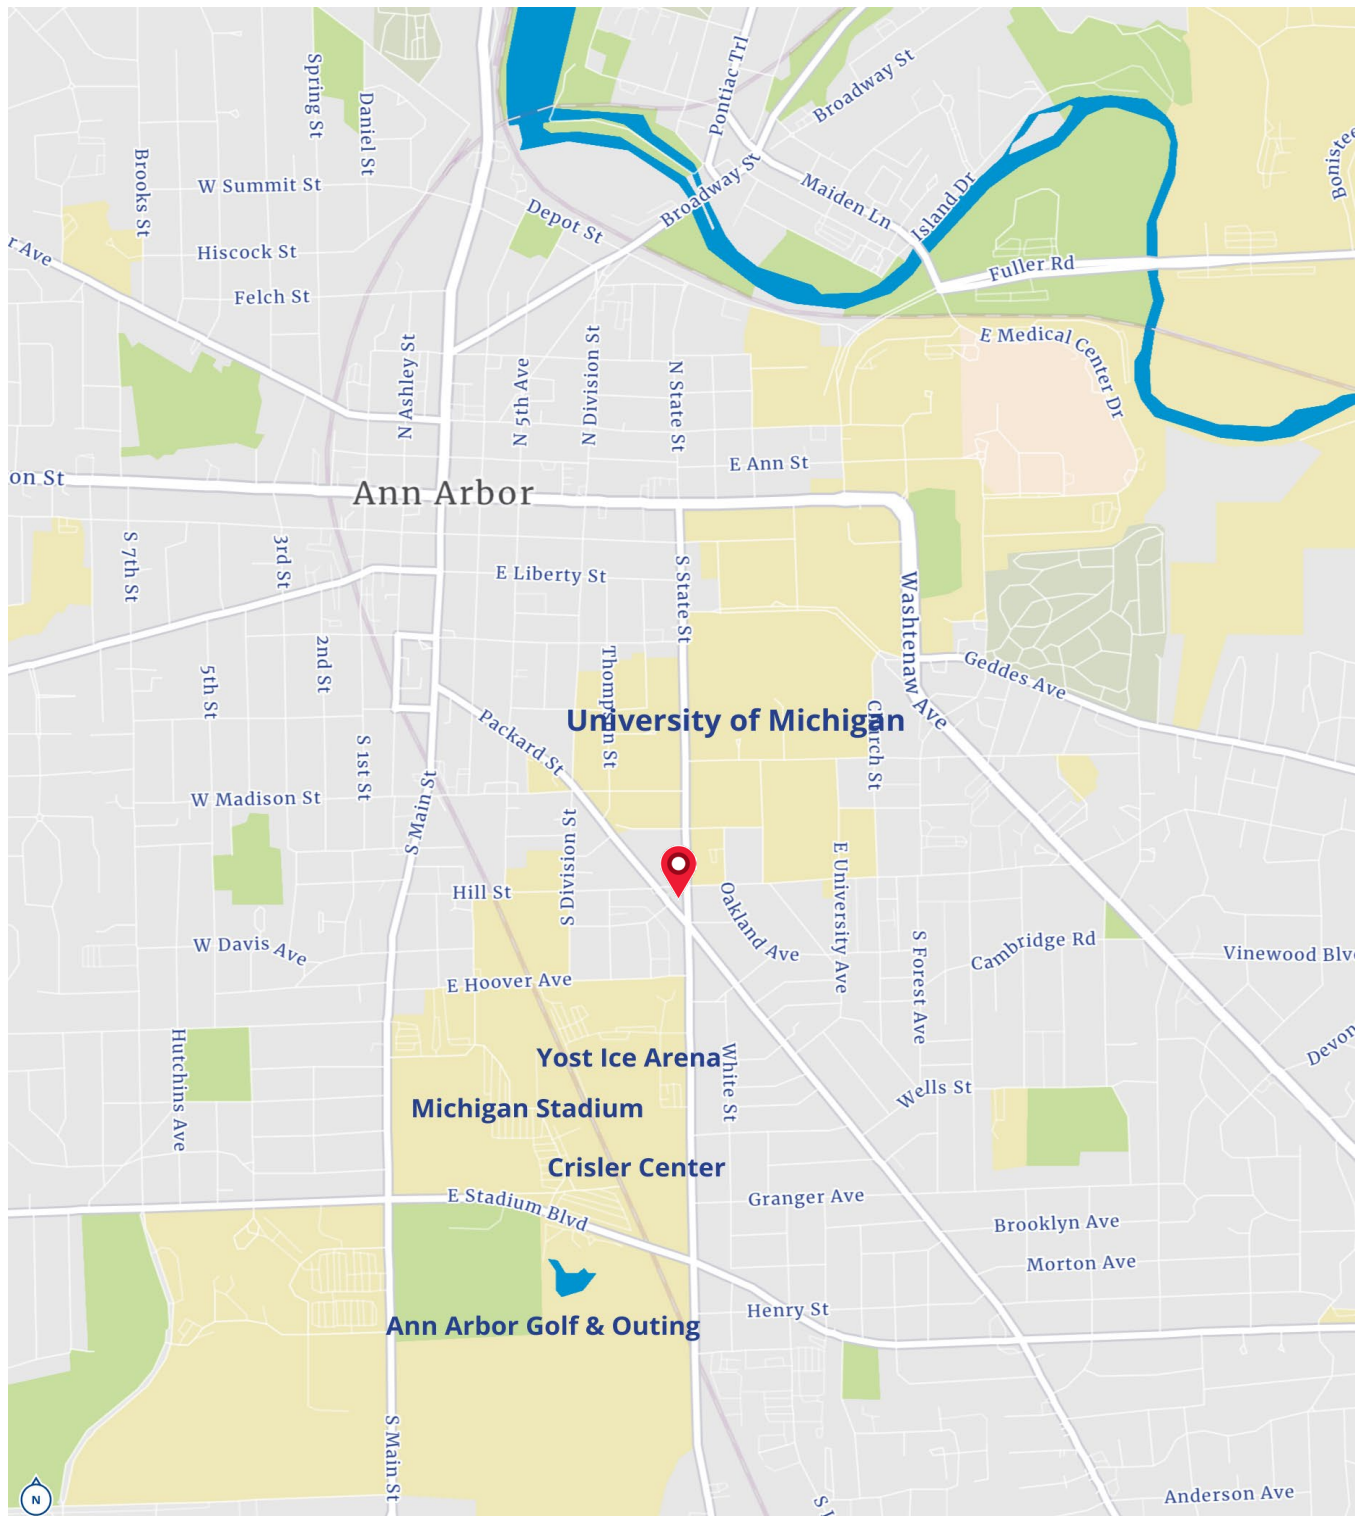 Spring St
Daniel St
Pontiac Trl
Broadway St
Brooks St
W Summit St
Bonistee
Maiden Ln
Island Dr
Broadway St
Depot St
r Ave
Hiscock St
Fuller Rd
Felch St
E Medical Center Dr
N Ashley St
N 5th Ave
N Division St
N State St
E Ann St
on St
Ann Arbor
S 7th St
3rd St
E Liberty St
S State St
Washtenaw Ave
2nd St
5th St
Thompson St
Geddes Ave
University of Michigan
Church St
Packard St
S 1st St
W Madison St
S Main St
S Division St
E University Ave
Hill St
Oakland Ave
W Davis Ave
S Forest Ave
Cambridge Rd
Vinewood Blv
E Hoover Ave
Hutchins Ave
Yost Ice Arena
White St
Devon
Wells St
Michigan Stadium
Crisler Center
E Stadium Blvd
Granger Ave
Brooklyn Ave
Morton Ave
Henry St
Ann Arbor Golf & Outing
S Main St
N
Anderson Ave